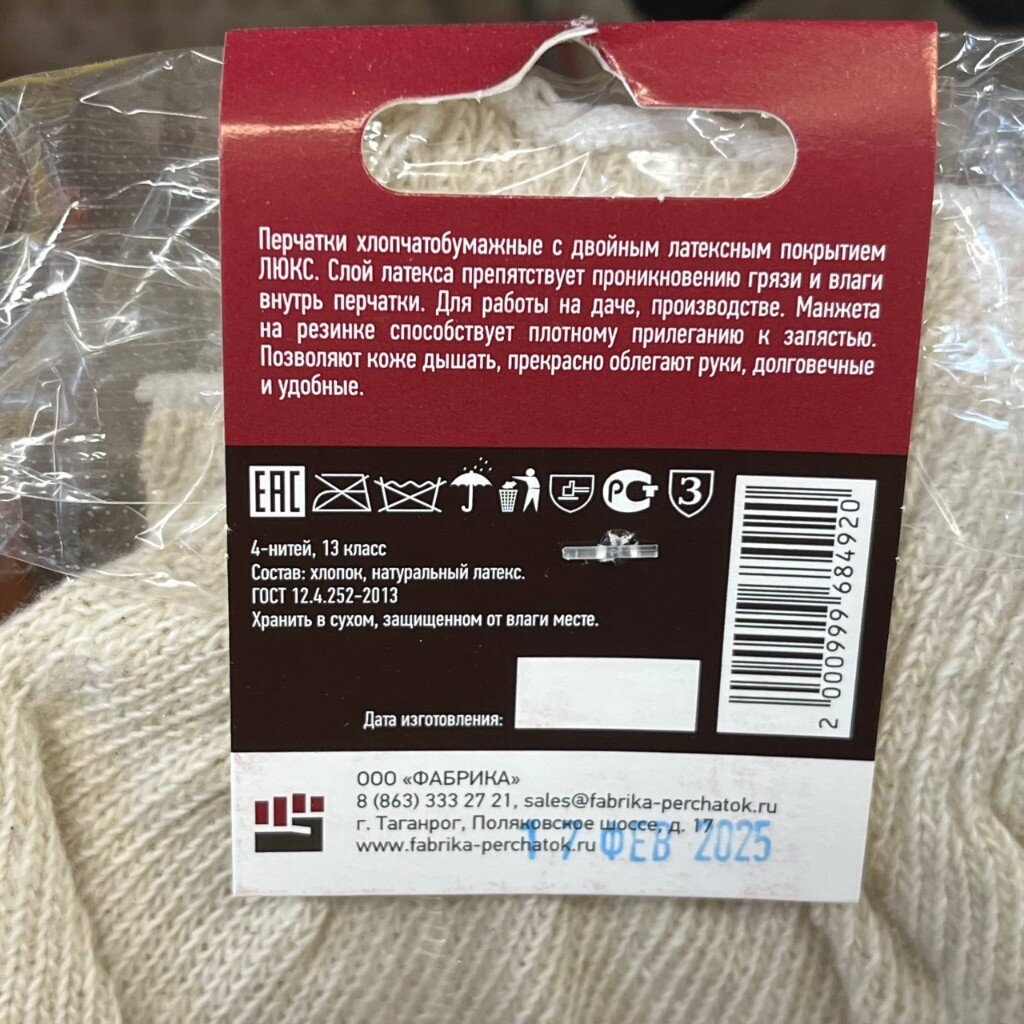 Перчатки хлопчатобумажные с двойным латексным покрытием
ЛЮКС. Слой латекса препятствует проникновению грязи и влаги
внутрь перчатки. Для работы на даче, производстве. Манжета
на резинке способствует плотному прилеганию к запястью.
Позволяют коже дышать, прекрасно облегают руки, долговечные
и удобные.
EAC
РСТ
3
4-нитей, 13 класс
Состав: хлопок, натуральный латекс.
ГОСТ 12.4.252-2013
Хранить в сухом, защищенном от влаги месте.
Дата изготовления:
2 000999 684920
ООО «ФАБРИКА»
8 (863) 333 27 21, sales@fabrika-perchatok.ru
г. Таганрог, Поляковское шоссе, д. 17
www.fabrika-perchatok.ru
17 ФЕВ 2025